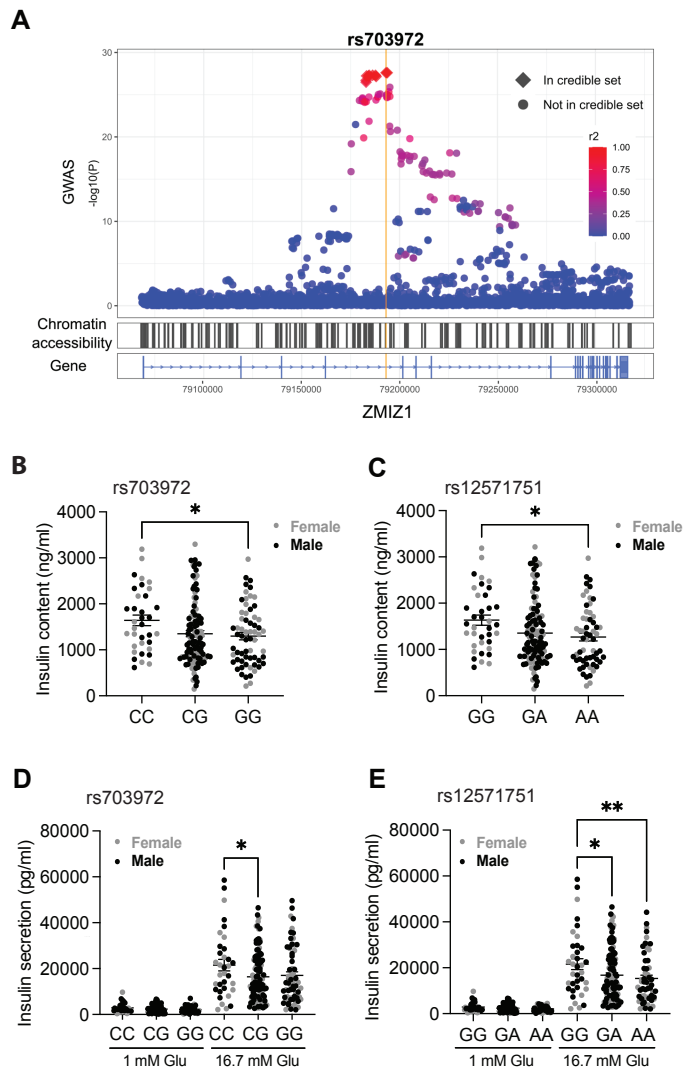 A
rs703972
30
20
10
0
GWAS
-log10(P)
In credible set
Not in credible set
r2
1.00
0.75
0.50
0.25
0.00
Chromatin
accessibility
Gene
79100000 79150000 79200000 79250000 79300000
ZMIZ1
B
rs703972
Insulin content (ng/ml)
4000
3000
2000
1000
0
*
Female
Male
CC CG GG
C
rs12571751
Insulin content (ng/ml)
4000
3000
2000
1000
0
*
Female
Male
GG GA AA
D
rs703972
Insulin secretion (pg/ml)
80000
60000
40000
20000
0
Female
Male
*
CC CG GG CC CG GG
1 mM Glu 16.7 mM Glu
E
rs12571751
Insulin secretion (pg/ml)
80000
60000
40000
20000
0
Female
Male
**
*
GG GA AA GG GA AA
1 mM Glu 16.7 mM Glu